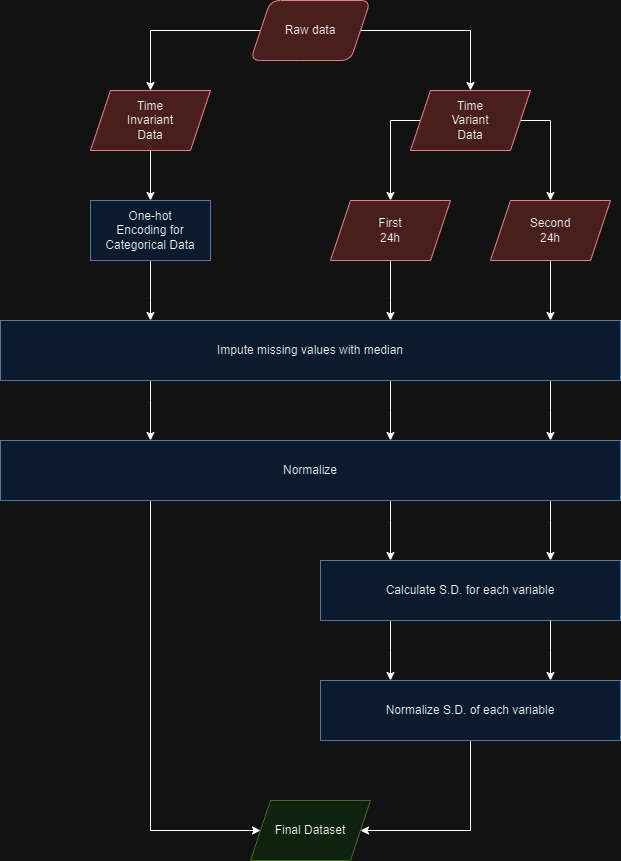 Raw data
Time
Invariant
Data
Time
Variant
Data
One-hot
Encoding for
Categorical Data
First
24h
Second
24h
Impute missing values with median
Normalize
Calculate S.D. for each variable
Normalize S.D. of each variable
Final Dataset